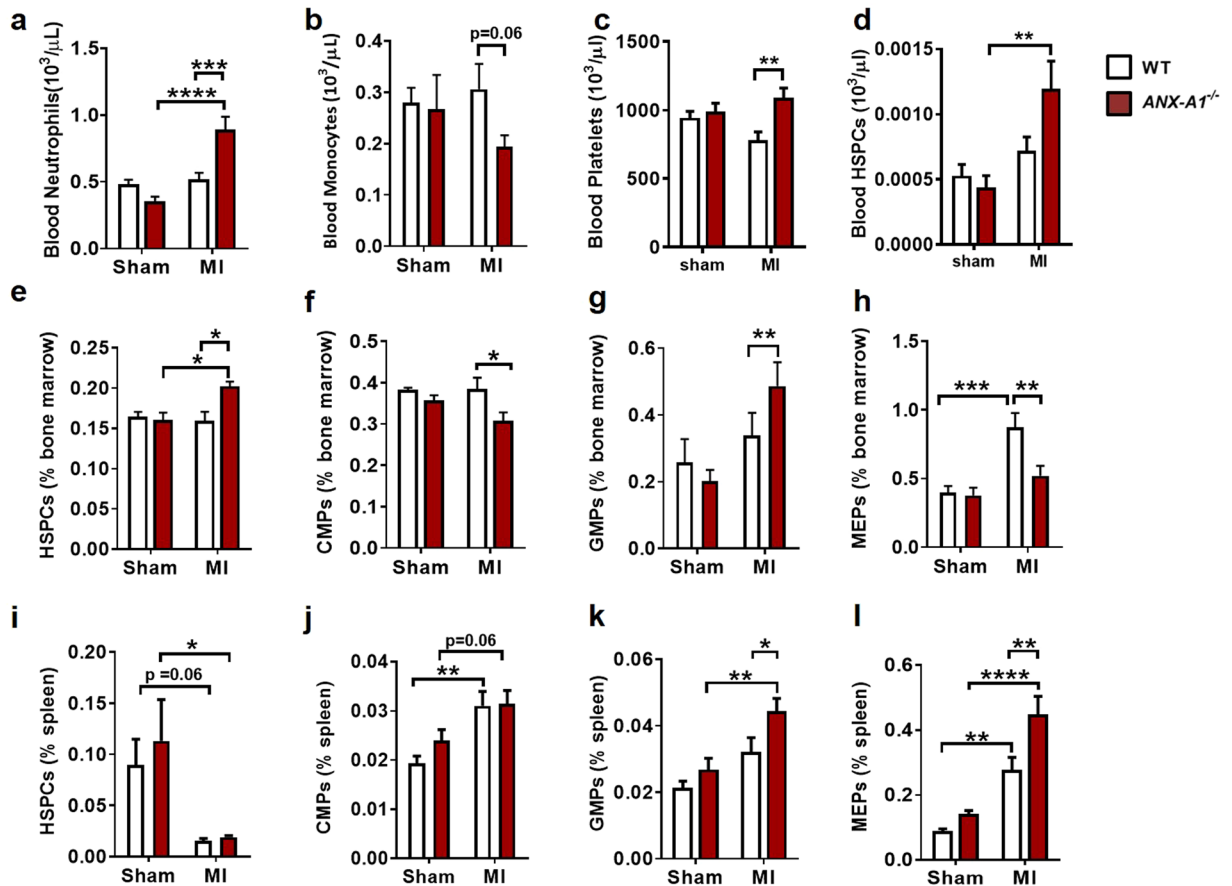 a
Blood Neutrophils(10³/µL)
1.5
1.0
0.5
0.0
***
****
Sham MI
b
Blood Monocytes (10³/µl)
0.4
0.3
0.2
0.1
0.0
p=0.06
Sham MI
c
Blood Platelets (10³/µl)
1500
1000
500
0
**
sham MI
d
Blood HSPCs (10³/µl)
0.0015
0.0010
0.0005
0.0000
**
sham MI
WT
ANX-A1⁻/⁻
e
HSPCs (% bone marrow)
0.25
0.20
0.15
0.10
0.05
0.00
*
*
Sham MI
f
CMPs (% bone marrow)
0.5
0.4
0.3
0.2
0.1
0.0
*
Sham MI
g
GMPs (% bone marrow)
0.6
0.4
0.2
0.0
**
Sham MI
h
MEPs (% bone marrow)
1.5
1.0
0.5
0.0
*** **
Sham MI
i
HSPCs (% spleen)
0.20
0.15
0.10
0.05
0.00
*
p =0.06
Sham MI
j
CMPs (% spleen)
0.04
0.03
0.02
0.01
0.00
p=0.06
**
Sham MI
k
GMPs (% spleen)
0.06
0.04
0.02
0.00
*
**
Sham MI
l
MEPs (% spleen)
0.6
0.4
0.2
0.0
**
****
**
Sham MI